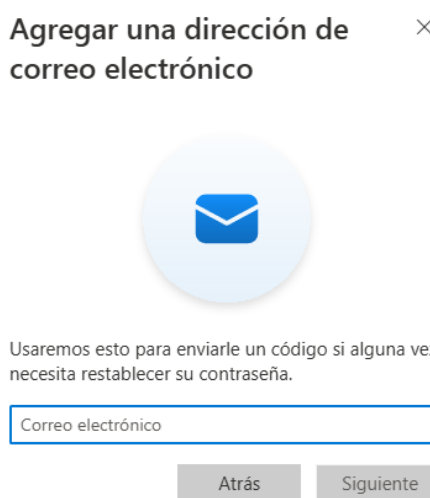 Agregar una dirección de
correo electrónico
Usaremos esto para enviarle un código si alguna ve
necesita restablecer su contraseña.
Correo electrónico
Atrás
Siguiente